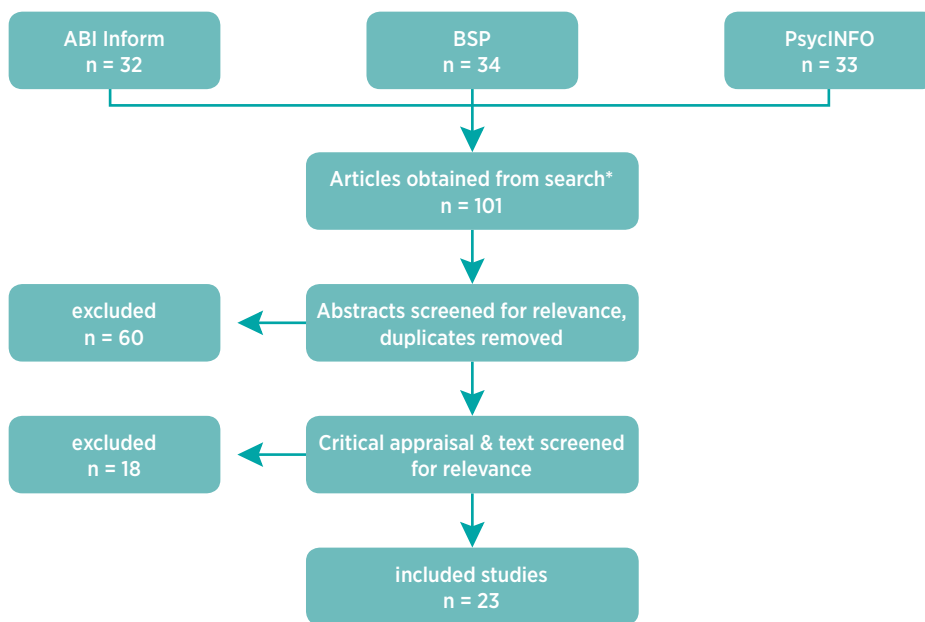 ABI Inform
n = 32
BSP
n = 34
PsycINFO
n = 33
Articles obtained from search*
n = 101
excluded
n = 60
Abstracts screened for relevance,
duplicates removed
excluded
n = 18
Critical appraisal & text screened
for relevance
included studies
n = 23